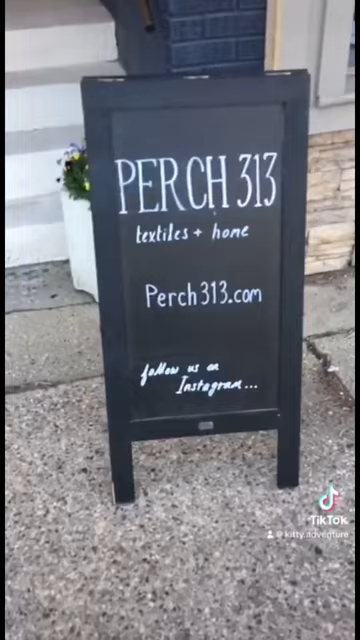 PERCH 313
textiles + home
Perch313.com
follow us on
Instagram...
TikTok
@kitty.adventure